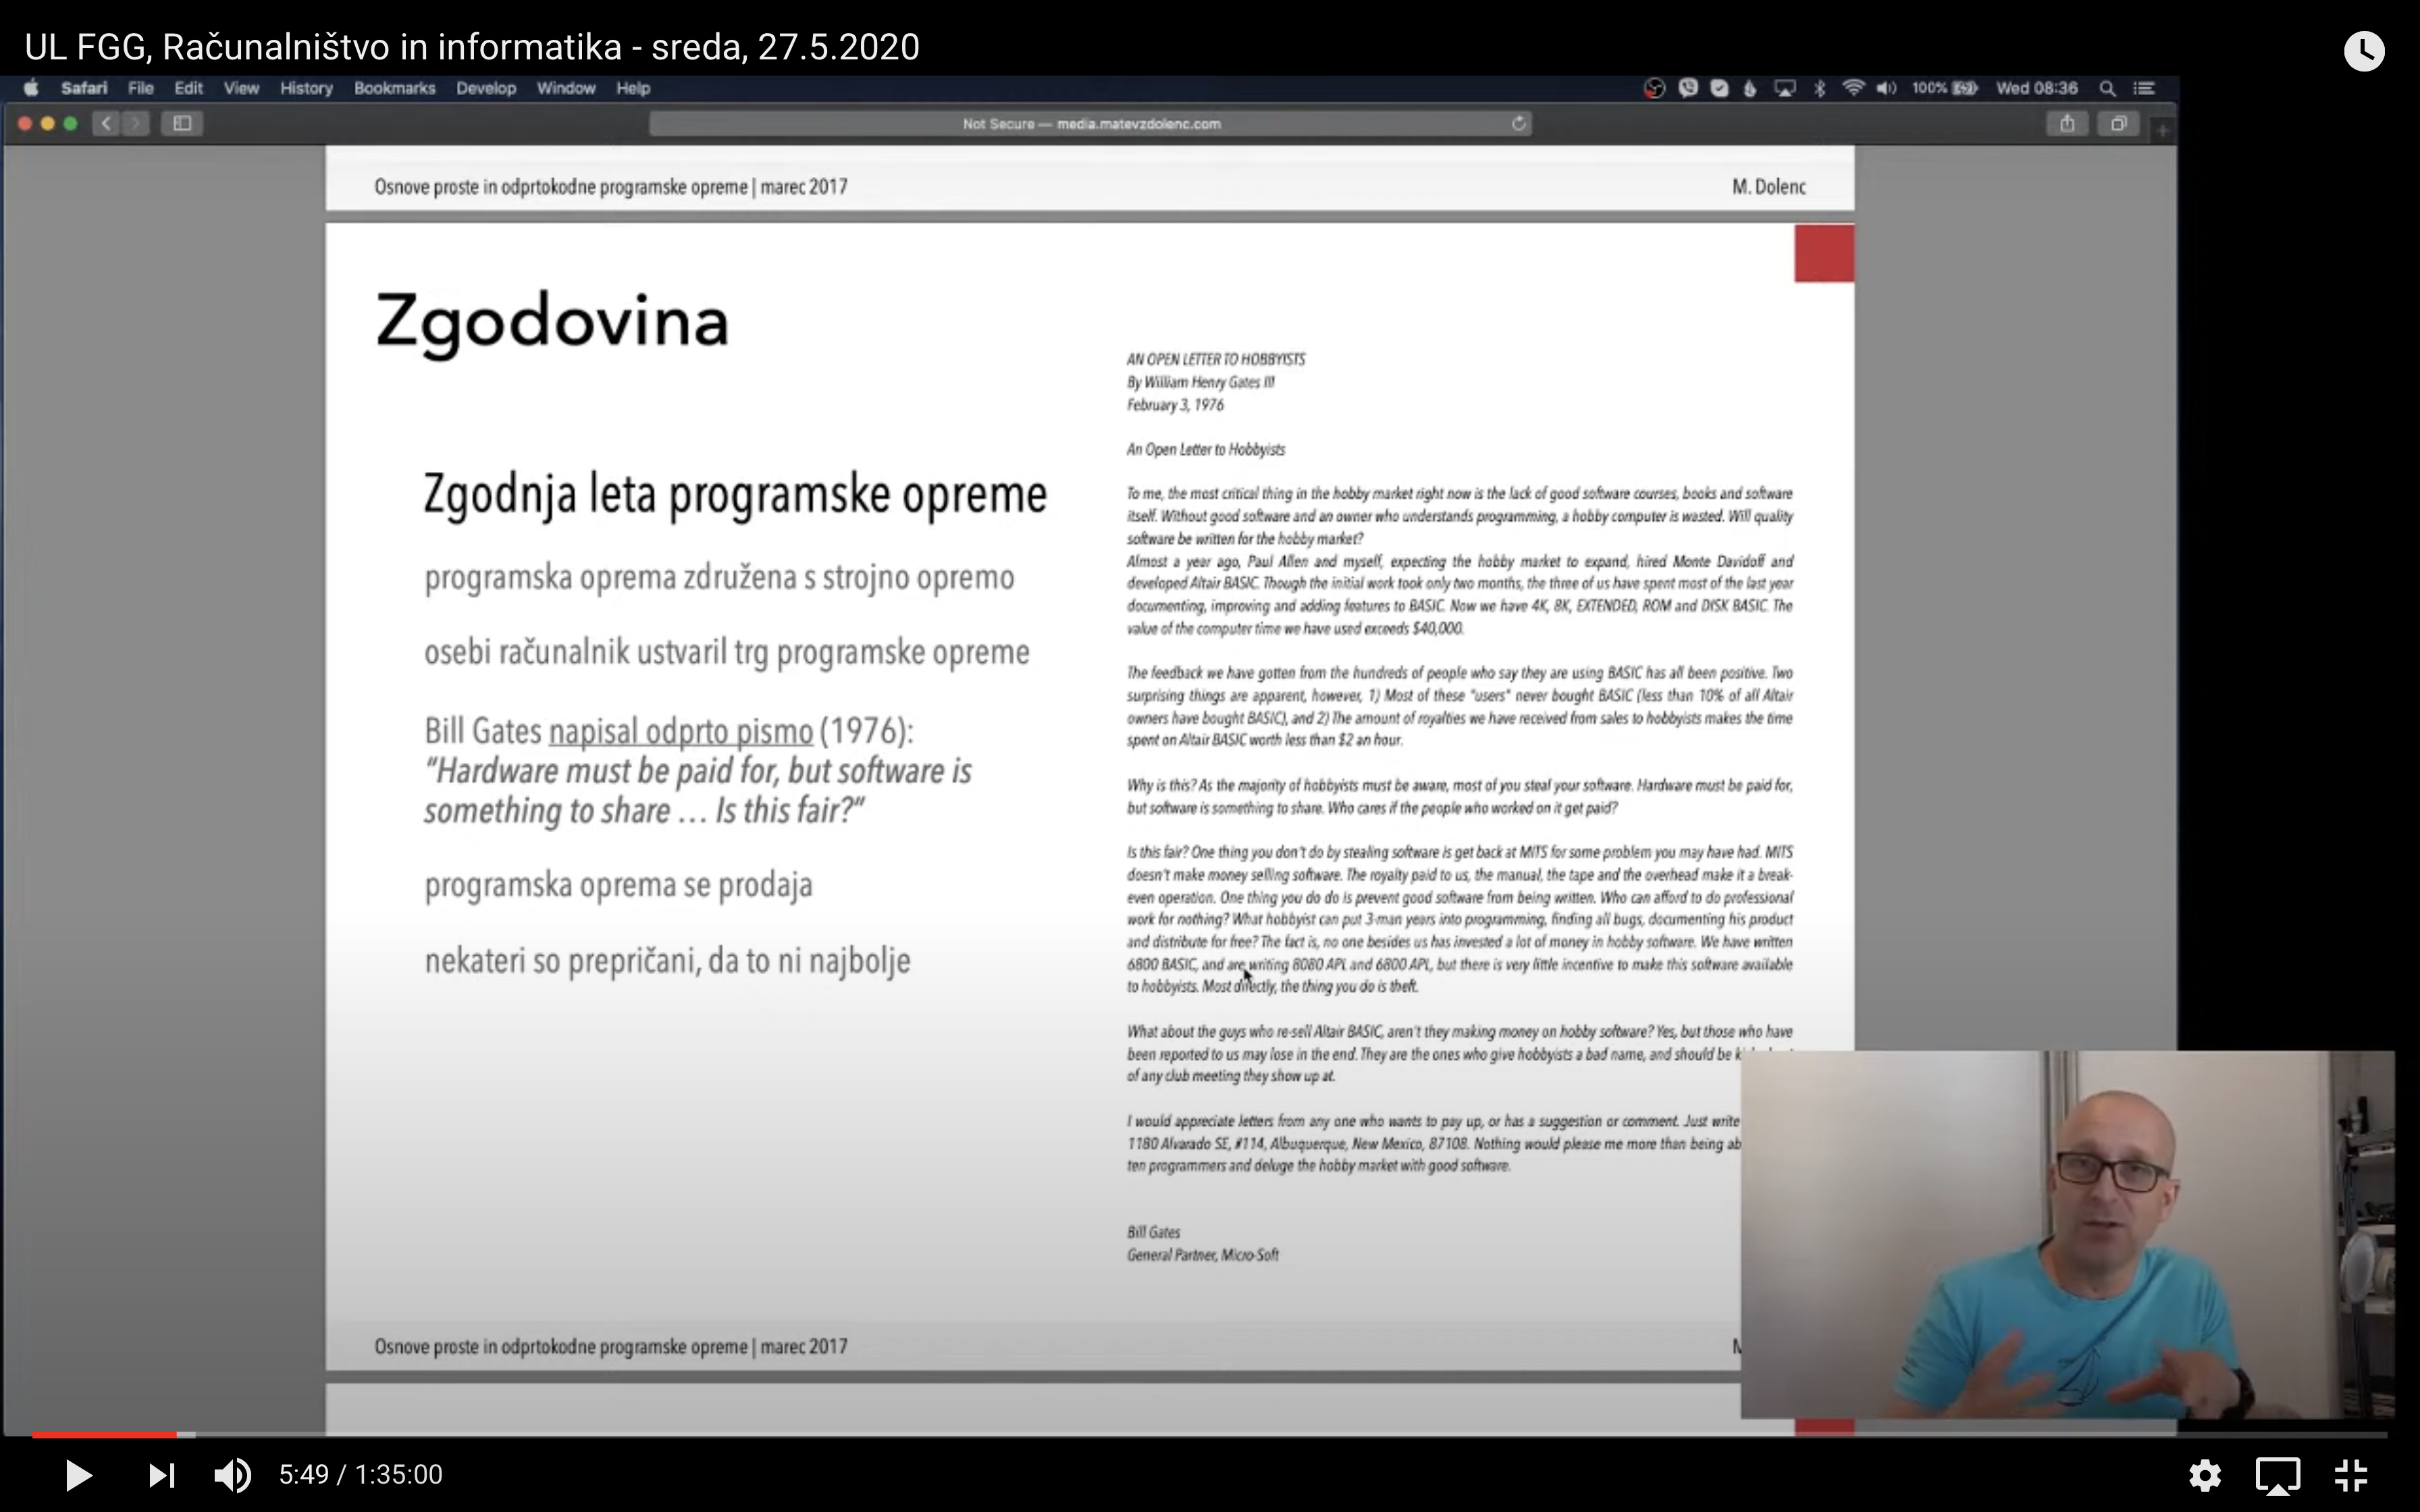 UL FGG, Računalništvo in informatika - sreda, 27.5.2020
Safari File Edit View History Bookmarks Develop Window Help
100% Wed 08:36
Not Secure — media.matevzdolenc.com
Osnove proste in odprtokodne programske opreme | marec 2017
M. Dolenc
Zgodovina
Zgodnja leta programske opreme
programska oprema združena s strojno opremo
osebi računalnik ustvaril trg programske opreme
Bill Gates napisal odprto pismo (1976):
“Hardware must be paid for, but software is
something to share … Is this fair?”
programska oprema se prodaja
nekateri so prepričani, da to ni najbolje
AN OPEN LETTER TO HOBBYISTS
By William Henry Gates III
February 3, 1976
An Open Letter to Hobbyists
To me, the most critical thing in the hobby market right now is the lack of good software courses, books and software
itself. Without good software and an owner who understands programming, a hobby computer is wasted. Will quality
software be written for the hobby market?
Almost a year ago, Paul Allen and myself, expecting the hobby market to expand, hired Monte Davidoff and
developed Altair BASIC. Though the initial work took only two months, the three of us have spent most of the last year
documenting, improving and adding features to BASIC. Now we have 4K, 8K, EXTENDED, ROM and DISK BASIC. The
value of the computer time we have used exceeds $40,000.
The feedback we have gotten from the hundreds of people who say they are using BASIC has all been positive. Two
surprising things are apparent, however, 1) Most of these "users" never bought BASIC (less than 10% of all Altair
owners have bought BASIC), and 2) The amount of royalties we have received from sales to hobbyists makes the time
spent on Altair BASIC worth less than $2 an hour.
Why is this? As the majority of hobbyists must be aware, most of you steal your software. Hardware must be paid for,
but software is something to share. Who cares if the people who worked on it get paid?
Is this fair? One thing you don't do by stealing software is get back at MITS for some problem you may have had. MITS
doesn't make money selling software. The royalty paid to us, the manual, the tape and the overhead make it a break-
even operation. One thing you do do is prevent good software from being written. Who can afford to do professional
work for nothing? What hobbyist can put 3-man years into programming, finding all bugs, documenting his product
and distribute for free? The fact is, no one besides us has invested a lot of money in hobby software. We have written
6800 BASIC, and are writing 8080 APL and 6800 APL, but there is very little incentive to make this software available
to hobbyists. Most directly, the thing you do is theft.
What about the guys who re-sell Altair BASIC, aren't they making money on hobby software? Yes, but those who have
been reported to us may lose in the end. They are the ones who give hobbyists a bad name, and should be
of any club meeting they show up at.
I would appreciate letters from any one who wants to pay up, or has a suggestion or comment. Just write
1180 Alvarado SE, #114, Albuquerque, New Mexico, 87108. Nothing would please me more than being ab
ten programmers and deluge the hobby market with good software.
Bill Gates
General Partner, Micro-Soft
Osnove proste in odprtokodne programske opreme | marec 2017
5:49 / 1:35:00